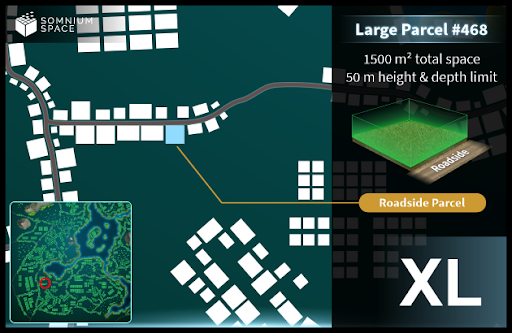 SOMNIUM
SPACE
Large Parcel #468
1500 m² total space
50 m height & depth limit
Roadside
Roadside Parcel
XL